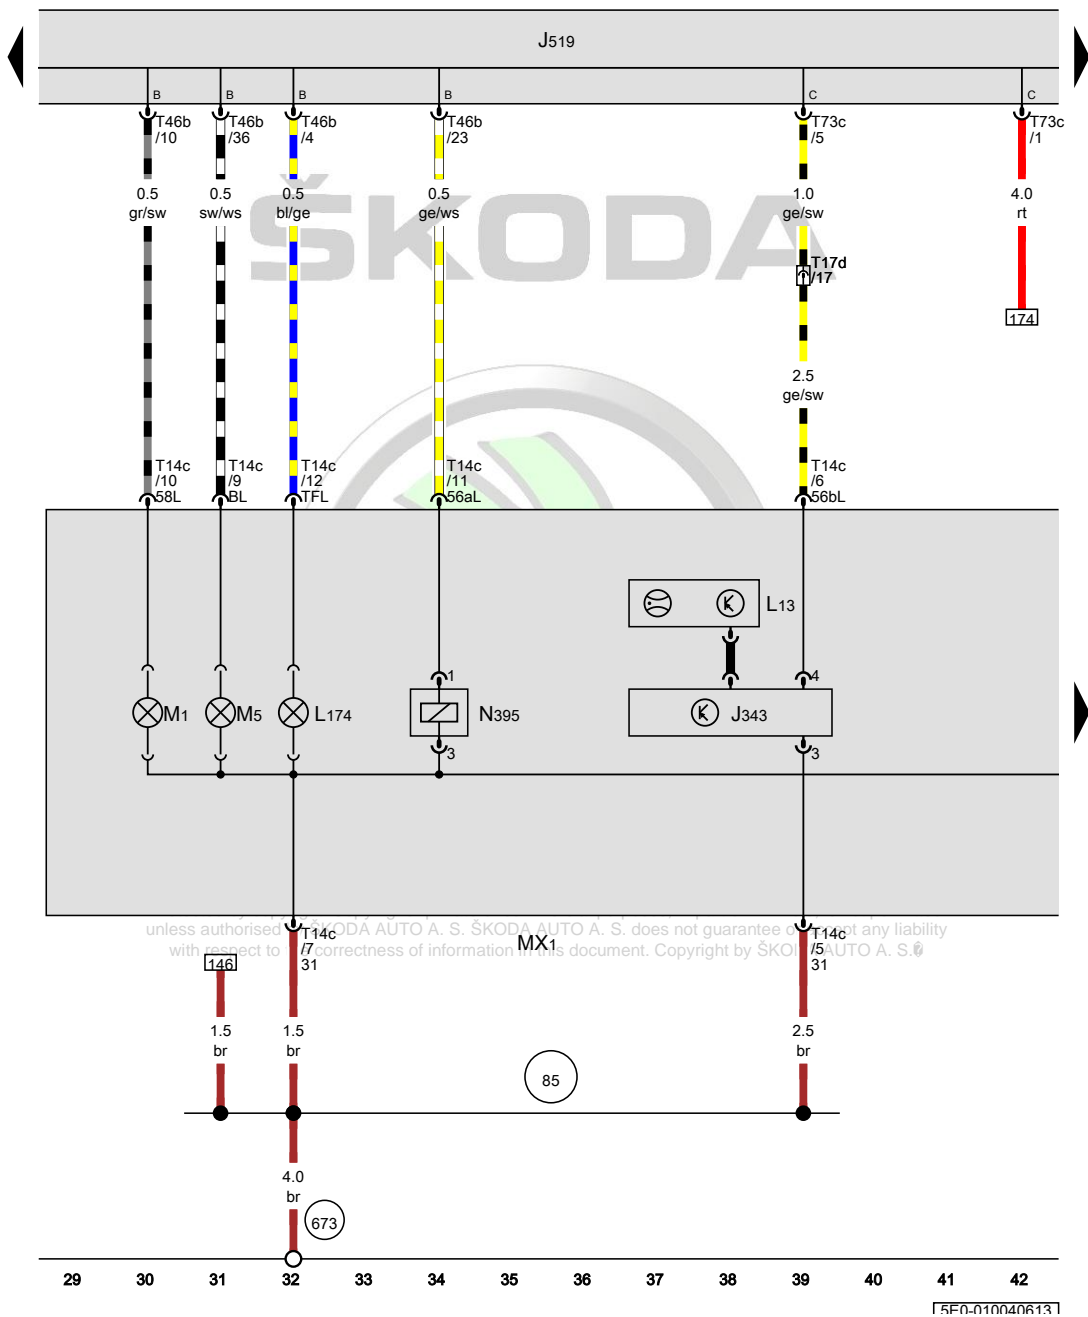 J519
B B B B C C
T46b /10
T46b /36
T46b /4
T46b /23
T73c /5
T73c /1
0.5 gr/sw
0.5 sw/ws
0.5 bl/ge
0.5 ge/ws
1.0 ge/sw
4.0 rt
ŠKODA
T17d /17
174
2.5 ge/sw
T14c /10 58L
T14c /9 BL
T14c /12 TFL
T14c /11 56aL
T14c /6 56bL
L13
1
4
M1
M5
L174
N395
J343
3
3
unless authorised ŠKODA AUTO A. S. ŠKODA AUTO A. S. does not guarantee or accept any liability
with respect to correctness of information in this document. Copyright by ŠKODA AUTO A. S.
MX1
T14c /7 31
T14c /5 31
146
1.5 br
1.5 br
2.5 br
85
4.0 br
673
29 30 31 32 33 34 35 36 37 38 39 40 41 42
5E0-010040613